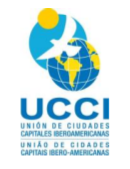 UCCI
UNIÓN DE CIUDADES
CAPITALES IBEROAMERICANAS
UNIÃO DE CIDADES
CAPITAIS IBERO-AMERICANAS